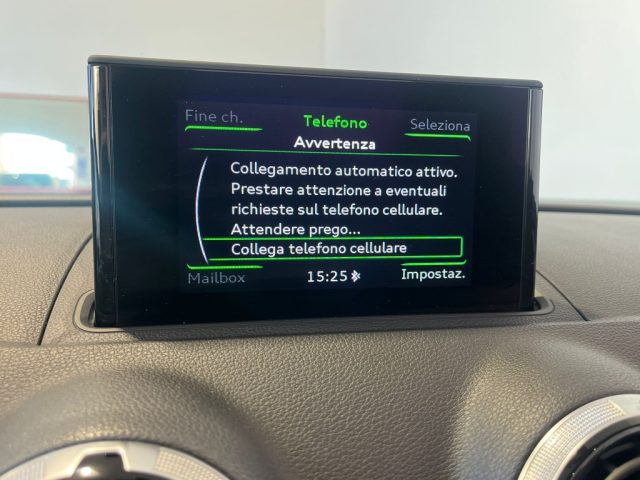 Fine ch.
Telefono
Seleziona
Avvertenza
Collegamento automatico attivo.
Prestare attenzione a eventuali
richieste sul telefono cellulare.
Attendere prego...
Collega telefono cellulare
Mailbox
15:25
Impostaz.